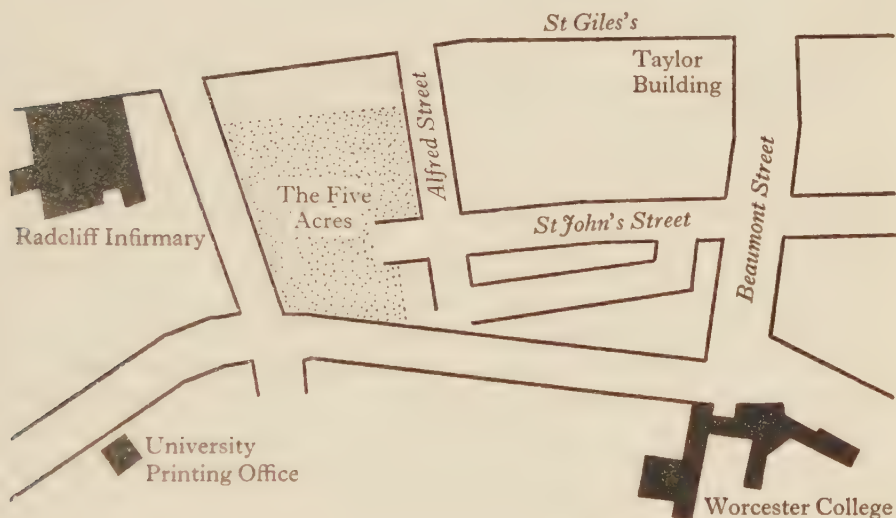 St Giles's
Taylor
Building
Alfred Street
The Five
Acres
Radcliff Infirmary
St John's Street
Beaumont Street
University
Printing Office
Worcester College